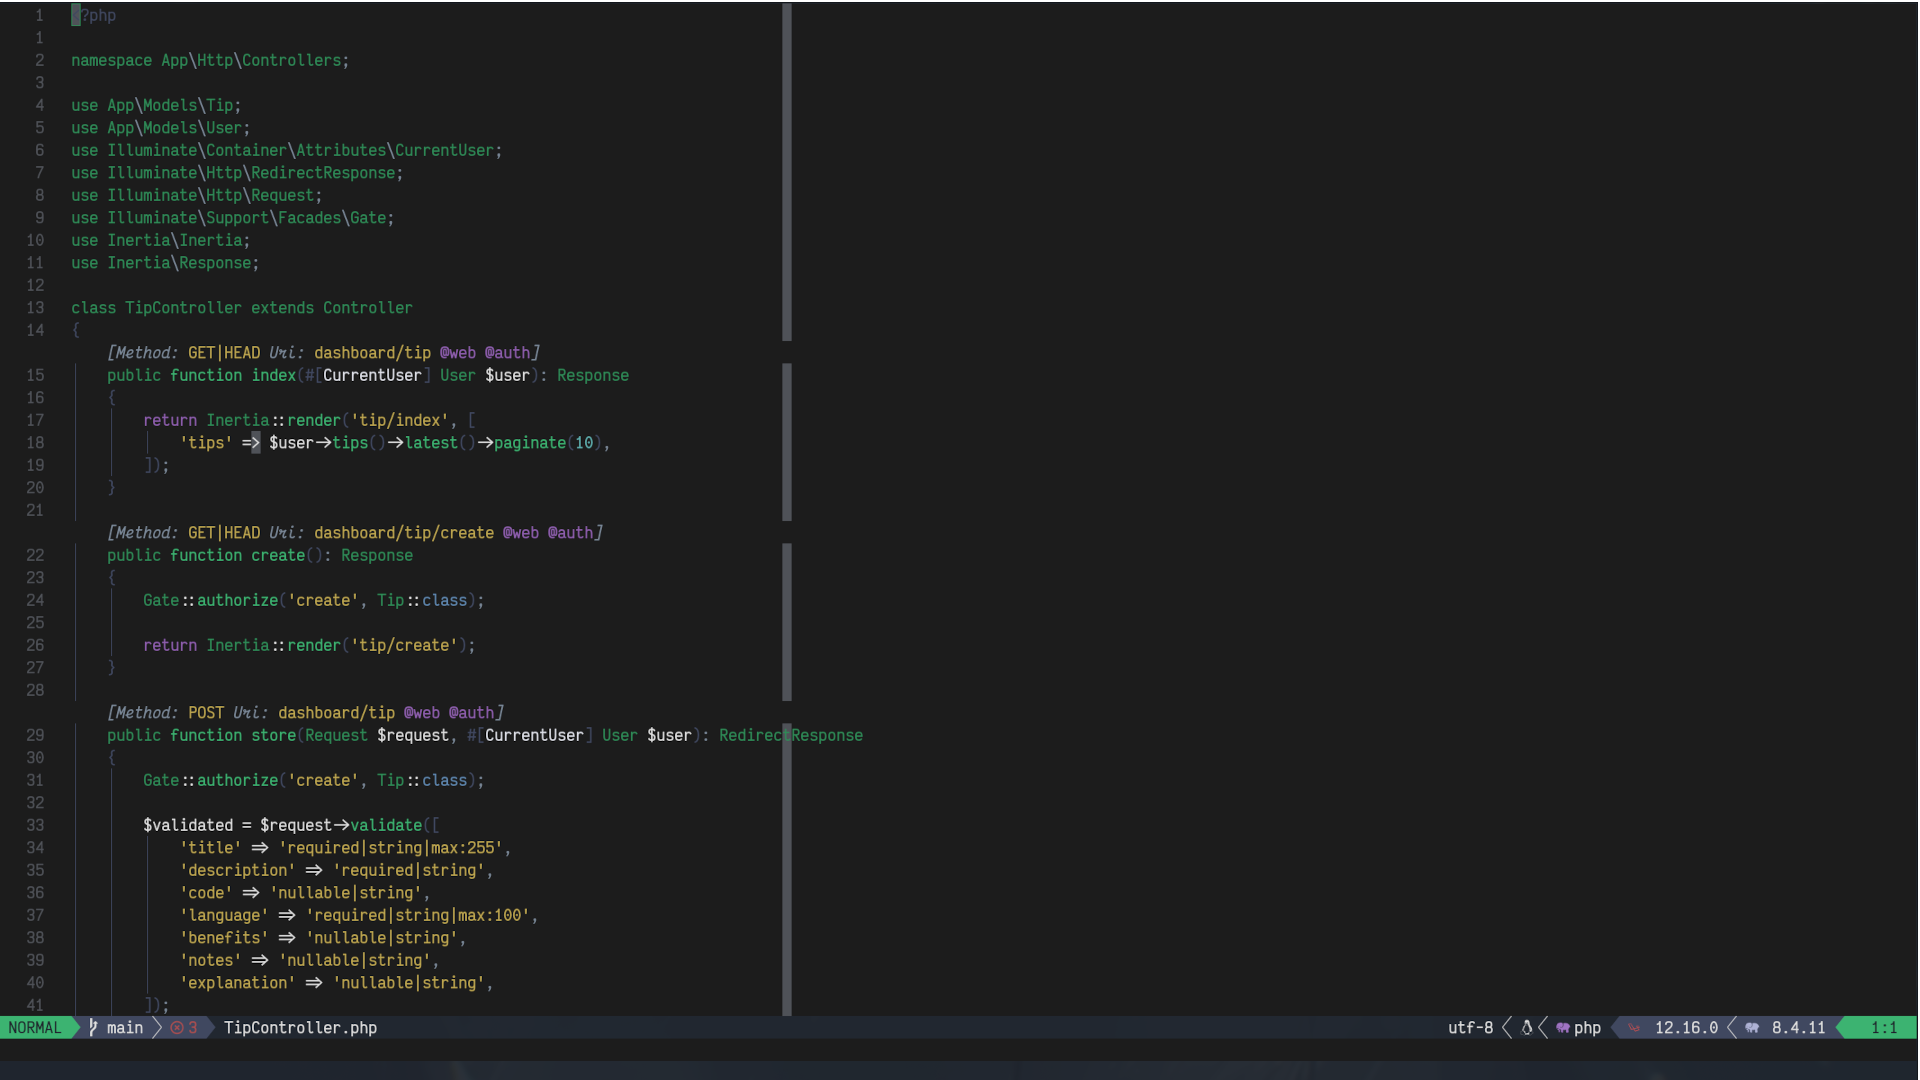 1 <?php
1
2 namespace App\Http\Controllers;
3
4 use App\Models\Tip;
5 use App\Models\User;
6 use Illuminate\Container\Attributes\CurrentUser;
7 use Illuminate\Http\RedirectResponse;
8 use Illuminate\Http\Request;
9 use Illuminate\Support\Facades\Gate;
10 use Inertia\Inertia;
11 use Inertia\Response;
12
13 class TipController extends Controller
14 {
[Method: GET|HEAD Uri: dashboard/tip @web @auth]
15 public function index(#[CurrentUser] User $user): Response
16 {
17 return Inertia::render('tip/index', [
18 'tips' => $user->tips()->latest()->paginate(10),
19 ]);
20 }
21
[Method: GET|HEAD Uri: dashboard/tip/create @web @auth]
22 public function create(): Response
23 {
24 Gate::authorize('create', Tip::class);
25
26 return Inertia::render('tip/create');
27 }
28
[Method: POST Uri: dashboard/tip @web @auth]
29 public function store(Request $request, #[CurrentUser] User $user): RedirectResponse
30 {
31 Gate::authorize('create', Tip::class);
32
33 $validated = $request->validate([
34 'title' => 'required|string|max:255',
35 'description' => 'required|string',
36 'code' => 'nullable|string',
37 'language' => 'required|string|max:100',
38 'benefits' => 'nullable|string',
39 'notes' => 'nullable|string',
40 'explanation' => 'nullable|string',
41 ]);
NORMAL main 3 TipController.php utf-8 php 12.16.0 8.4.11 1:1